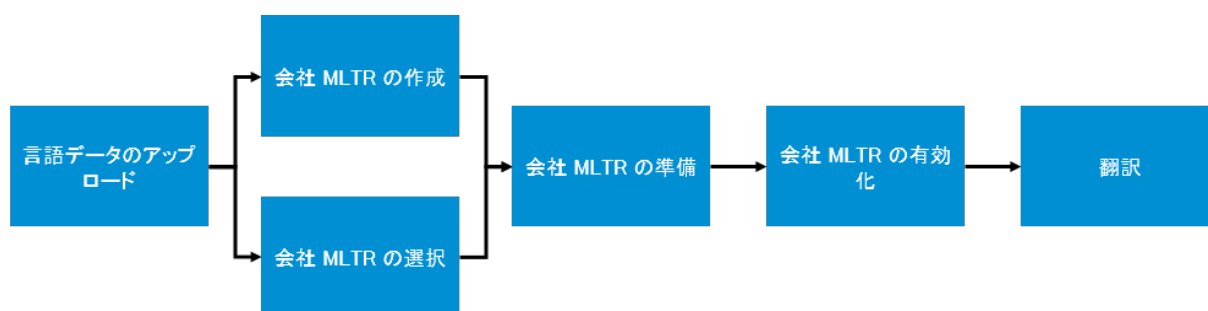 言語データのアップ
ロード
会社 MLTR の作成
会社 MLTR の選択
会社 MLTR の準備
会社 MLTR の有効
化
翻訳